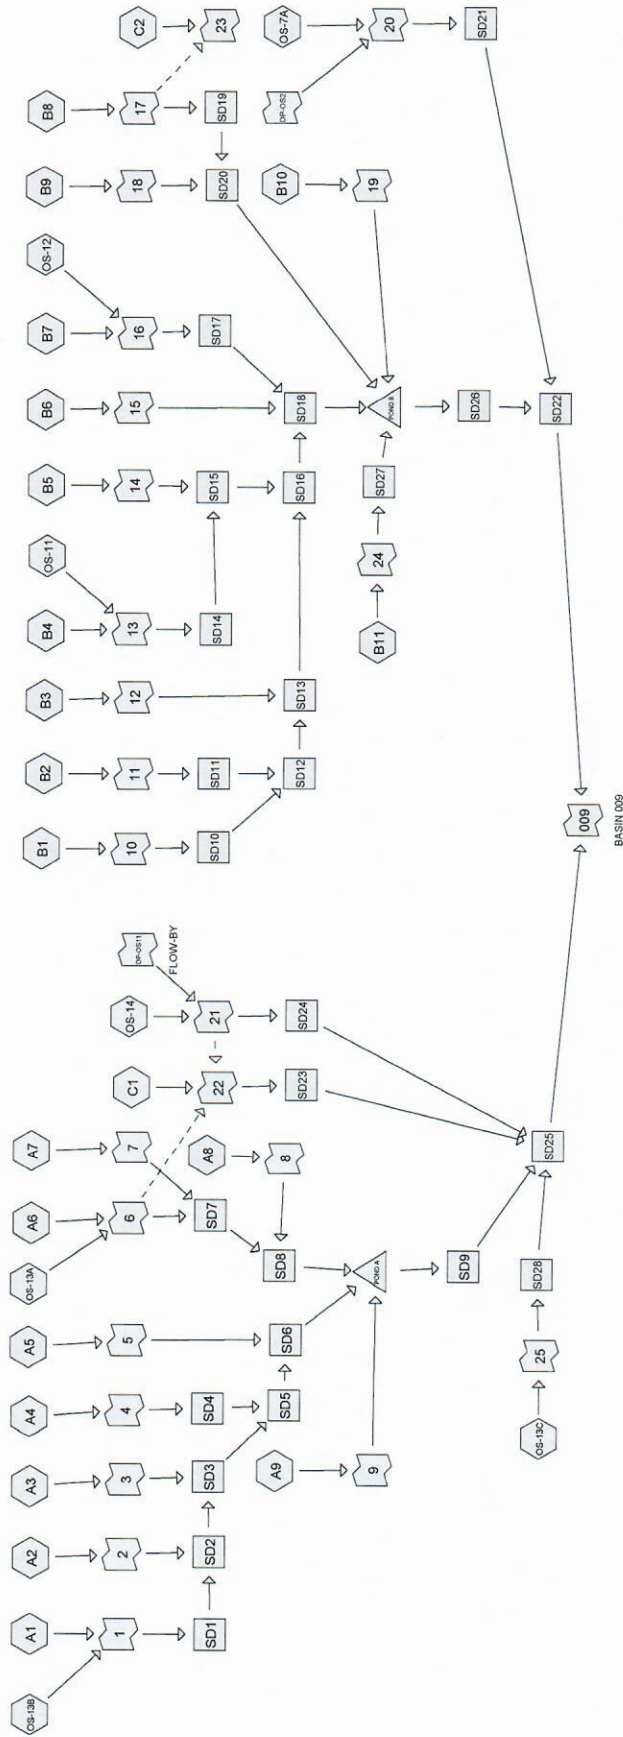 OS-13B
A1
A2
A3
A4
A5
OS-13A
A6
A7
C1
OS-14
DP-OS11
FLOW-BY
B1
B2
B3
B4
OS-11
B5
B6
B7
OS-12
B9
B8
C2
1
2
3
4
5
6
7
22
21
10
11
12
13
14
15
16
18
17
23
A8
8
DP-OS2
OS-7A
20
SD21
SD1
SD2
SD3
SD4
SD7
SD23
SD24
SD10
SD11
SD14
SD15
SD17
SD20
SD19
A9
SD5
SD6
SD8
SD12
SD13
SD16
SD18
B10
19
9
POND A
B11
24
SD27
POND B
SD9
SD26
OS-13C
25
SD28
SD25
SD22
009
BASIN 009